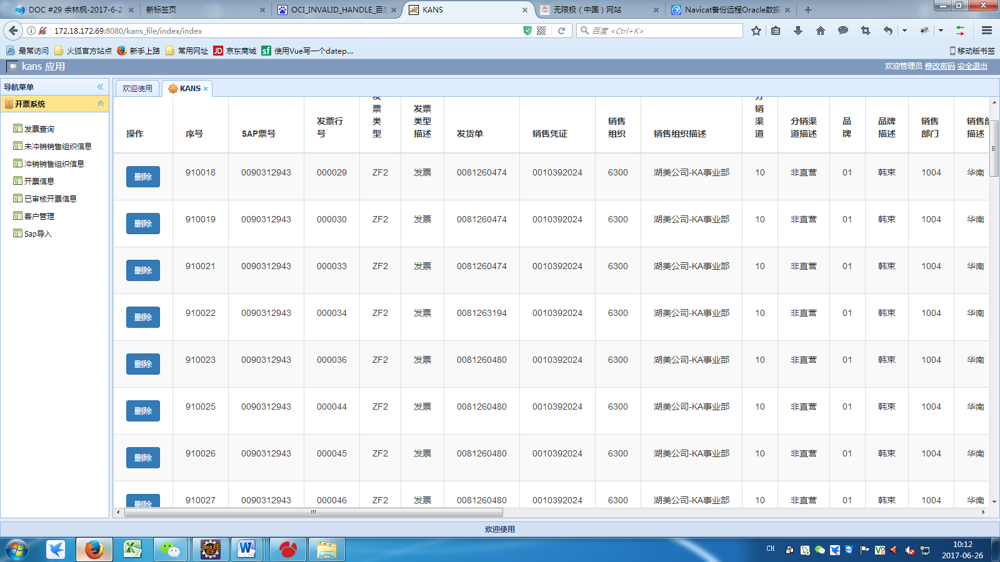 DOC #29 余林枫-2017-6-2
新标签页
OCI_INVALID_HANDLE_百度
KANS
无限极（中国）网站
Navicat备份远程Oracle数据
172.18.172.69:8080/kans_file/index/index
百度 <Ctrl+K>
最常访问 火狐官方站点 新手上路 常用网址 JD 京东商城 sf 使用Vue写一个datep...
移动版书签
kans 应用
欢迎管理员 修改密码 安全退出
导航菜单
开票系统
发票查询
未冲销销售组织信息
冲销销售组织信息
开票信息
已审核开票信息
客户管理
Sap导入
欢迎使用 KANS
操作 序号 SAP票号 发票行号 发票类型 发票类型描述 发货单 销售凭证 销售组织 销售组织描述 分销渠道 分销渠道描述 品牌 品牌描述 销售部门 销售部描述
删除 910018 0090312943 000029 ZF2 发票 0081260474 0010392024 6300 湖美公司-KA事业部 10 非直营 01 韩束 1004 华南
删除 910019 0090312943 000030 ZF2 发票 0081260474 0010392024 6300 湖美公司-KA事业部 10 非直营 01 韩束 1004 华南
删除 910021 0090312943 000033 ZF2 发票 0081260474 0010392024 6300 湖美公司-KA事业部 10 非直营 01 韩束 1004 华南
删除 910022 0090312943 000034 ZF2 发票 0081263194 0010392024 6300 湖美公司-KA事业部 10 非直营 01 韩束 1004 华南
删除 910023 0090312943 000036 ZF2 发票 0081260480 0010392024 6300 湖美公司-KA事业部 10 非直营 01 韩束 1004 华南
删除 910025 0090312943 000044 ZF2 发票 0081260480 0010392024 6300 湖美公司-KA事业部 10 非直营 01 韩束 1004 华南
删除 910026 0090312943 000045 ZF2 发票 0081260480 0010392024 6300 湖美公司-KA事业部 10 非直营 01 韩束 1004 华南
删除 910027 0090312943 000046 ZF2 发票 0081260480 0010392024 6300 湖美公司-KA事业部 10 非直营 01 韩束 1004 华南
欢迎使用
Java EE
IDE
CH
10:12
2017-06-26